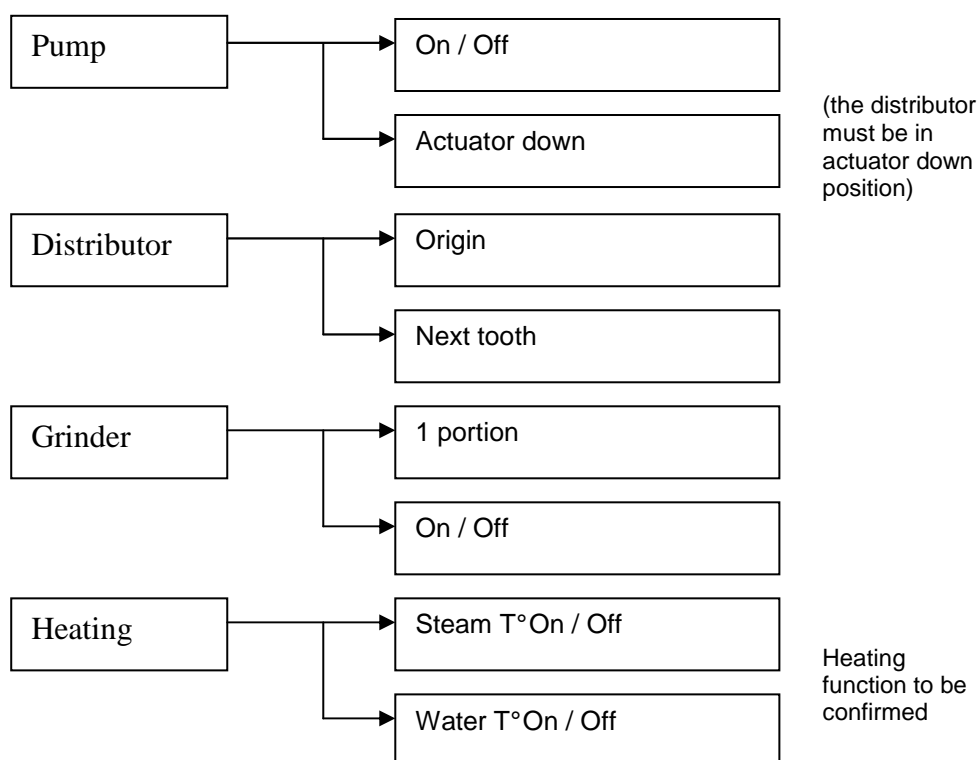 Pump
On / Off
Actuator down
(the distributor
must be in
actuator down
position)
Distributor
Origin
Next tooth
Grinder
1 portion
On / Off
Heating
Steam T°On / Off
Water T°On / Off
Heating
function to be
confirmed